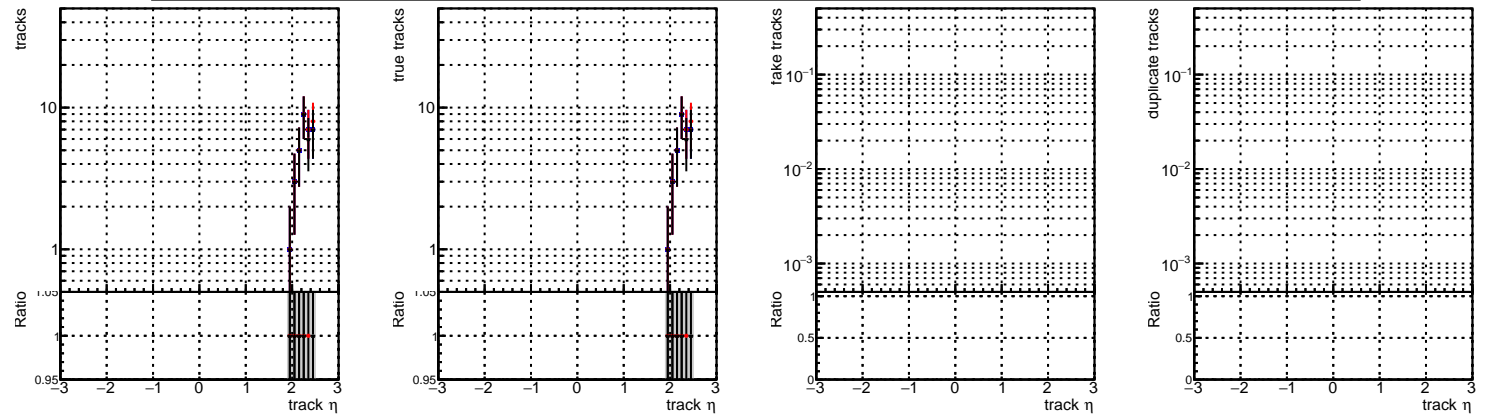 tracks
10
1
Ratio
1.05
1
0.95
−3 −2 −1 0 1 2 3
track η
true tracks
10
1
Ratio
1.05
1
0.95
−3 −2 −1 0 1 2 3
track η
fake tracks
10−1
10−2
10−3
Ratio
1
0.5
0
−3 −2 −1 0 1 2 3
track η
duplicate tracks
10−1
10−2
10−3
Ratio
1
0.5
0
−3 −2 −1 0 1 2 3
track η